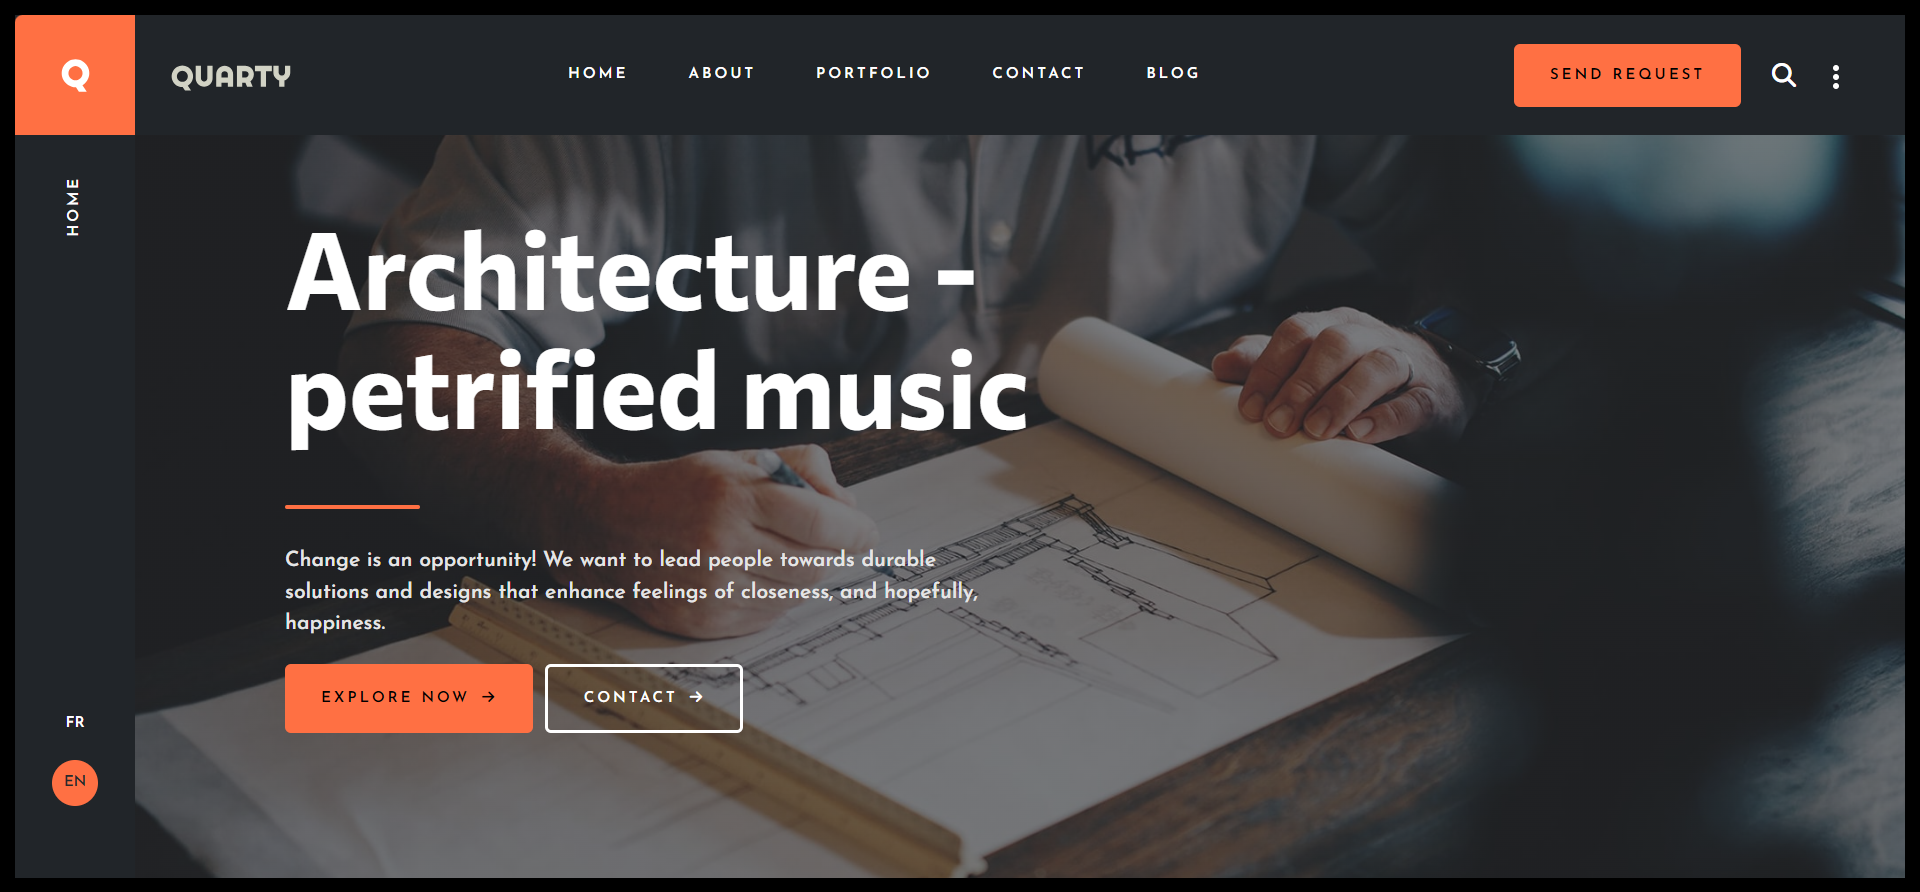 Q
QUARTY
HOME
ABOUT
PORTFOLIO
CONTACT
BLOG
SEND REQUEST
HOME
Architecture -
petrified music
Change is an opportunity! We want to lead people towards durable
solutions and designs that enhance feelings of closeness, and hopefully,
happiness.
EXPLORE NOW →
CONTACT →
FR
EN